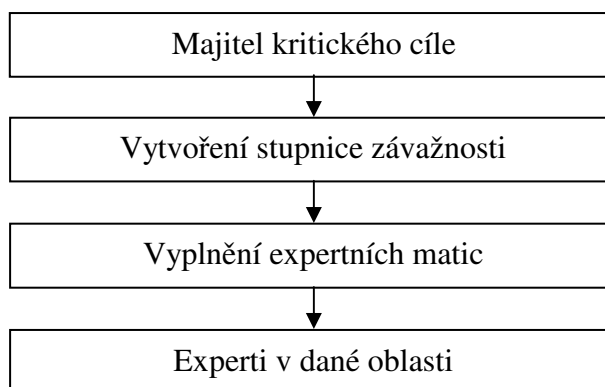 Majitel kritického cíle
Vytvoření stupnice závažnosti
Vyplnění expertních matic
Experti v dané oblasti